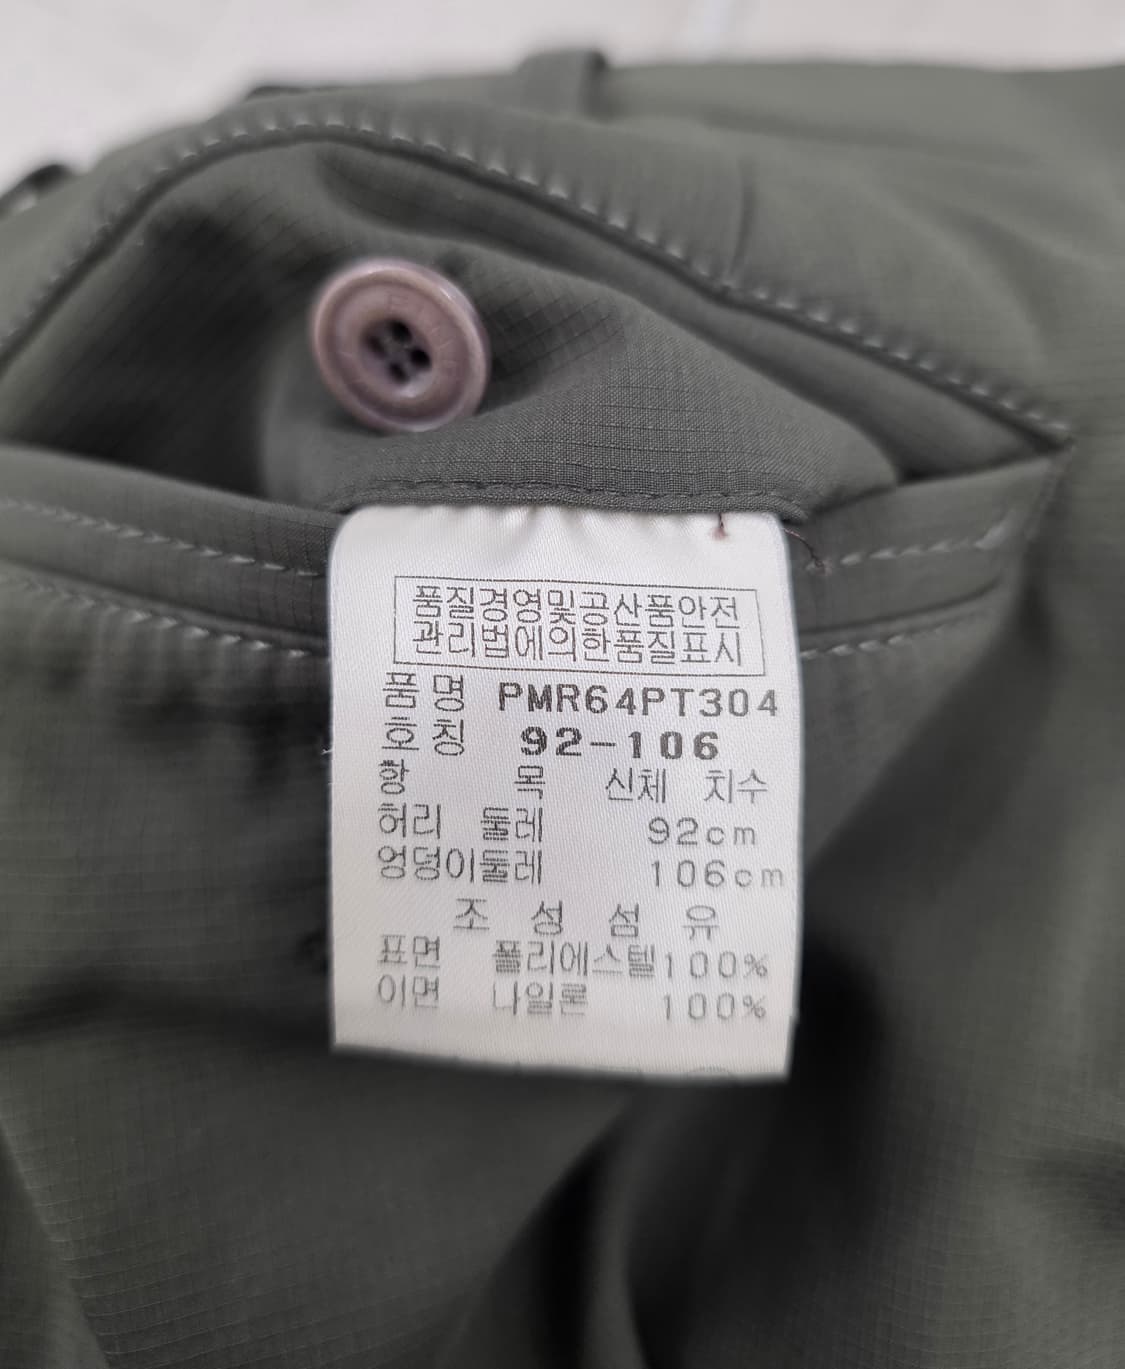 품질경영및공산품안전
관리법에의한품질표시
품 명 PMR64PT304
호 칭 92-106
항 목 신체 치수
허리 둘레 92cm
엉덩이둘레 106cm
조 성 섬 유
표면 폴리에스텔100%
이면 나일론 100%